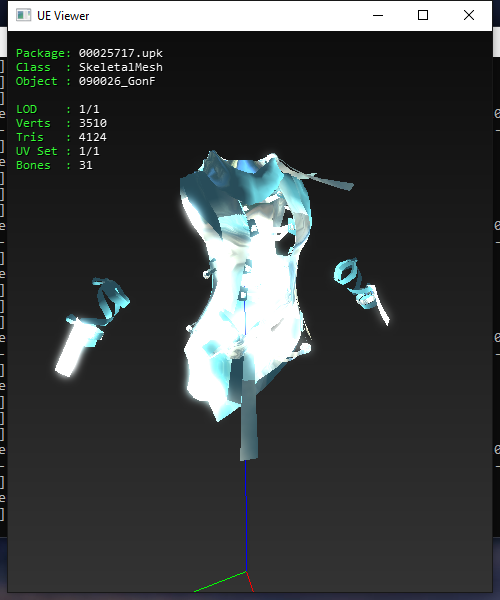 UE Viewer
Package: 00025717.upk
Class : SkeletalMesh
Object : 090026_GonF
LOD : 1/1
Verts : 3510
Tris : 4124
UV Set : 1/1
Bones : 31